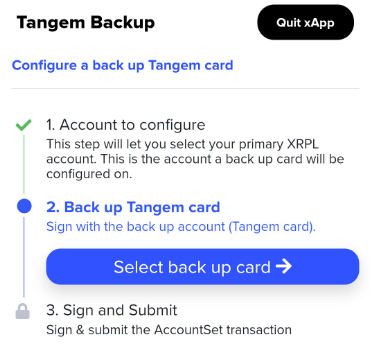 Tangem Backup
Quit xApp
Configure a back up Tangem card
1. Account to configure
This step will let you select your primary XRPL
account. This is the account a back up card will be
configured on.
2. Back up Tangem card
Sign with the back up account (Tangem card).
Select back up card →
3. Sign and Submit
Sign & submit the AccountSet transaction